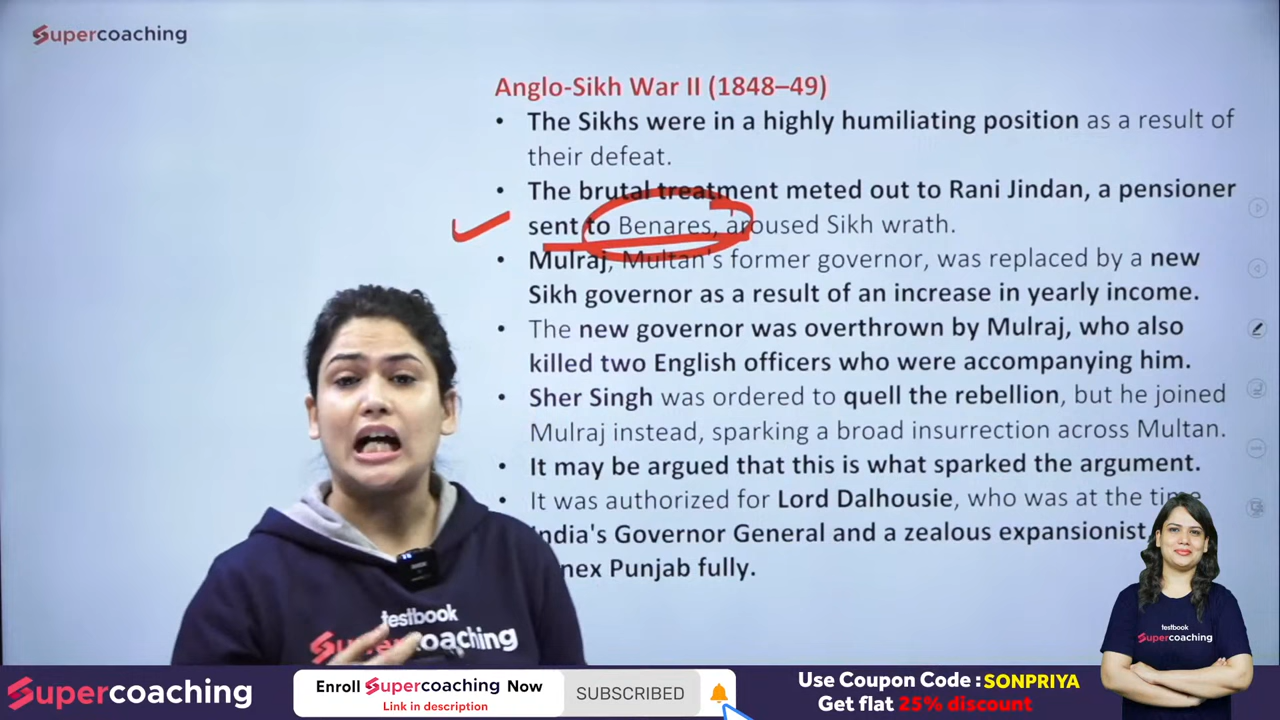 Supercoaching
Anglo-Sikh War II (1848–49)
• The Sikhs were in a highly humiliating position as a result of
their defeat.
• The brutal treatment meted out to Rani Jindan, a pensioner
sent to Benares, aroused Sikh wrath.
• Mulraj, Multan's former governor, was replaced by a new
Sikh governor as a result of an increase in yearly income.
• The new governor was overthrown by Mulraj, who also
killed two English officers who were accompanying him.
• Sher Singh was ordered to quell the rebellion, but he joined
Mulraj instead, sparking a broad insurrection across Multan.
• It may be argued that this is what sparked the argument.
• It was authorized for Lord Dalhousie, who was at the time
India's Governor General and a zealous expansionist,
nex Punjab fully.
testbook
Supercoaching
testbook
Supercoaching
Supercoaching
Enroll Supercoaching Now
Link in description
SUBSCRIBED
Use Coupon Code : SONPRIYA
Get flat 25% discount